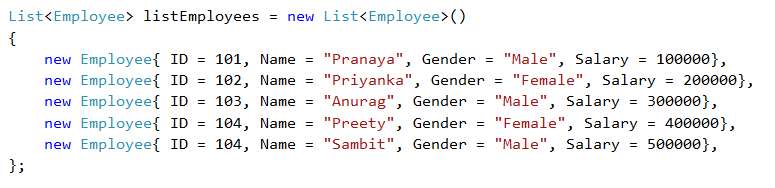 List<Employee> listEmployees = new List<Employee>()
{
    new Employee{ ID = 101, Name = "Pranaya", Gender = "Male", Salary = 100000},
    new Employee{ ID = 102, Name = "Priyanka", Gender = "Female", Salary = 200000},
    new Employee{ ID = 103, Name = "Anurag", Gender = "Male", Salary = 300000},
    new Employee{ ID = 104, Name = "Preety", Gender = "Female", Salary = 400000},
    new Employee{ ID = 104, Name = "Sambit", Gender = "Male", Salary = 500000},
};